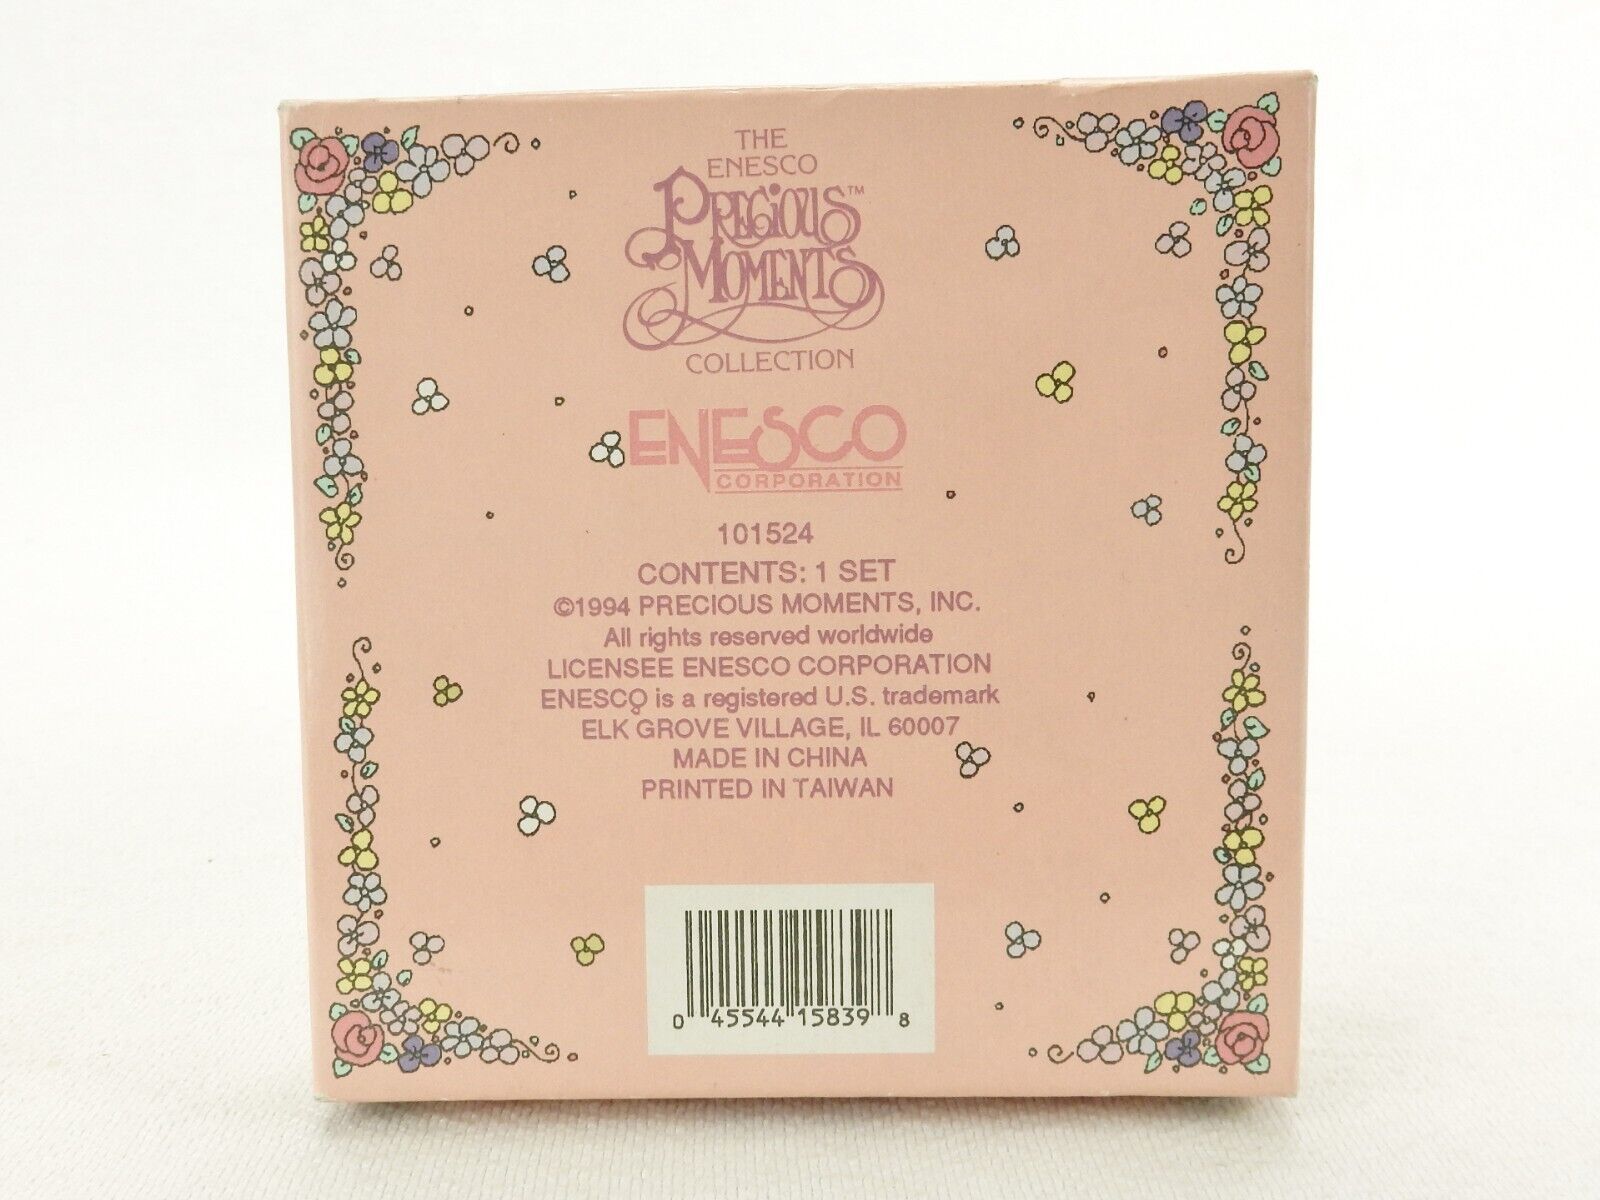 THE
ENESCO
PRECIOUS™
MOMENTS
COLLECTION
ENESCO
CORPORATION
101524
CONTENTS: 1 SET
©1994 PRECIOUS MOMENTS, INC.
All rights reserved worldwide
LICENSEE ENESCO CORPORATION
ENESCO is a registered U.S. trademark
ELK GROVE VILLAGE, IL 60007
MADE IN CHINA
PRINTED IN TAIWAN
0 45544 15839 8